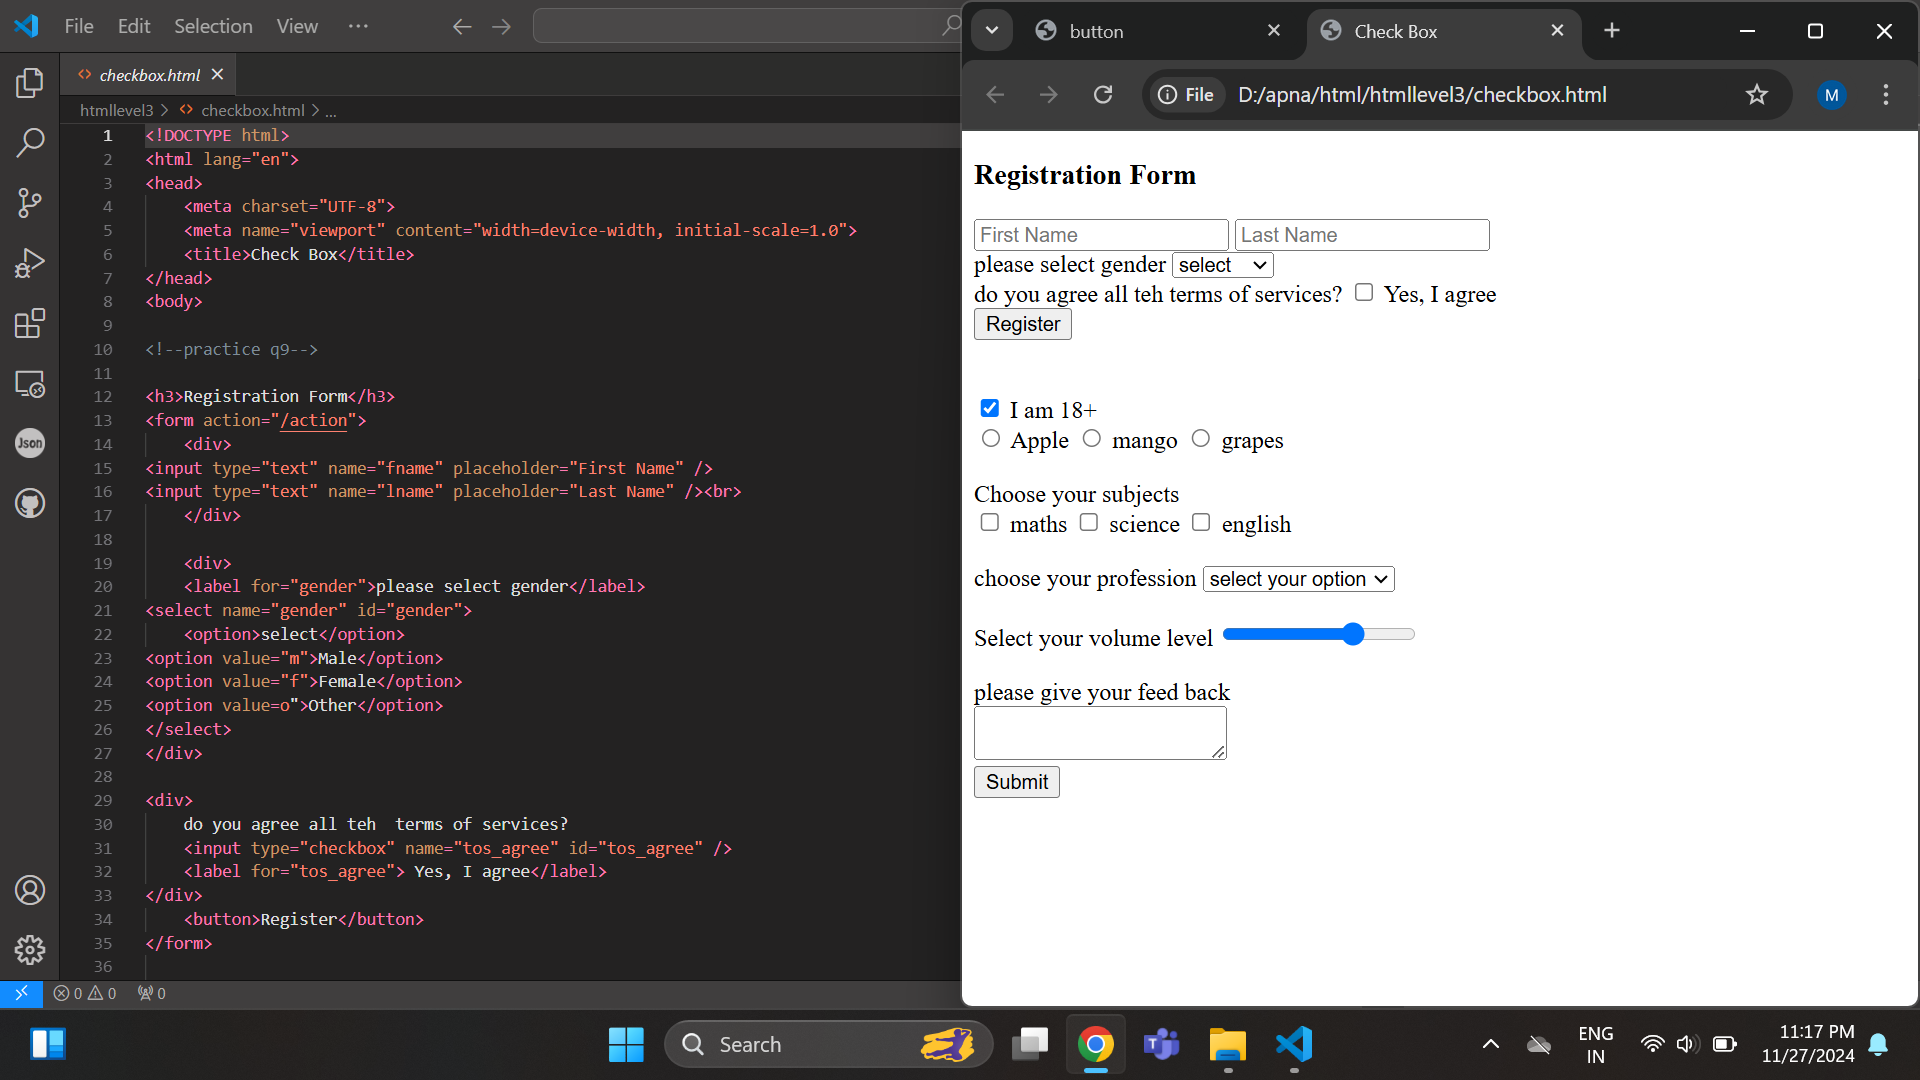 File Edit Selection View ...
checkbox.html
htmllevel3 > checkbox.html > ...
1 <!DOCTYPE html>
2 <html lang="en">
3 <head>
4 <meta charset="UTF-8">
5 <meta name="viewport" content="width=device-width, initial-scale=1.0">
6 <title>Check Box</title>
7 </head>
8 <body>
9
10 <!--practice q9-->
11
12 <h3>Registration Form</h3>
13 <form action="/action">
14 <div>
15 <input type="text" name="fname" placeholder="First Name" />
16 <input type="text" name="lname" placeholder="Last Name" /><br>
17 </div>
18
19 <div>
20 <label for="gender">please select gender</label>
21 <select name="gender" id="gender">
22 <option>select</option>
23 <option value="m">Male</option>
24 <option value="f">Female</option>
25 <option value=o">Other</option>
26 </select>
27 </div>
28
29 <div>
30 do you agree all teh  terms of services?
31 <input type="checkbox" name="tos_agree" id="tos_agree" />
32 <label for="tos_agree"> Yes, I agree</label>
33 </div>
34 <button>Register</button>
35 </form>
36
Json
0 0 0
button
Check Box
File D:/apna/html/htmllevel3/checkbox.html
M
Registration Form
First Name Last Name
please select gender select
do you agree all teh terms of services? Yes, I agree
Register
I am 18+
Apple mango grapes
Choose your subjects
maths science english
choose your profession select your option
Select your volume level
please give your feed back
Submit
Search
T
ENG
IN
11:17 PM
11/27/2024